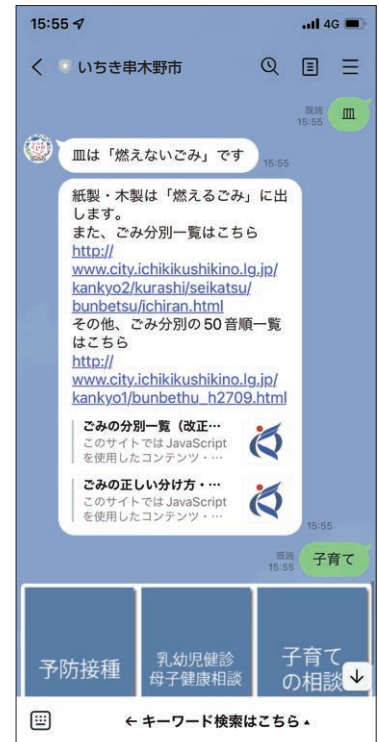 15:55
4G
いちき串木野市
既読
15:55
皿
皿は「燃えないごみ」です
15:55
紙製・木製は「燃えるごみ」に出
します。
また、ごみ分別一覧はこちら
http://
www.city.ichikikushikino.lg.jp/
kankyo2/kurashi/seikatsu/
bunbetsu/ichiran.html
その他、ごみ分別の50音順一覧
はこちら
http://
www.city.ichikikushikino.lg.jp/
kankyo1/bunbethu_h2709.html
ごみの分別一覧（改正…
このサイトではJavaScript
を使用したコンテンツ・…
ごみの正しい分け方・…
このサイトではJavaScript
を使用したコンテンツ・…
15:55
既読
15:55
子育て
予防接種
乳幼児健診
母子健康相談
子育て
の相談
← キーワード検索はこちら ▴